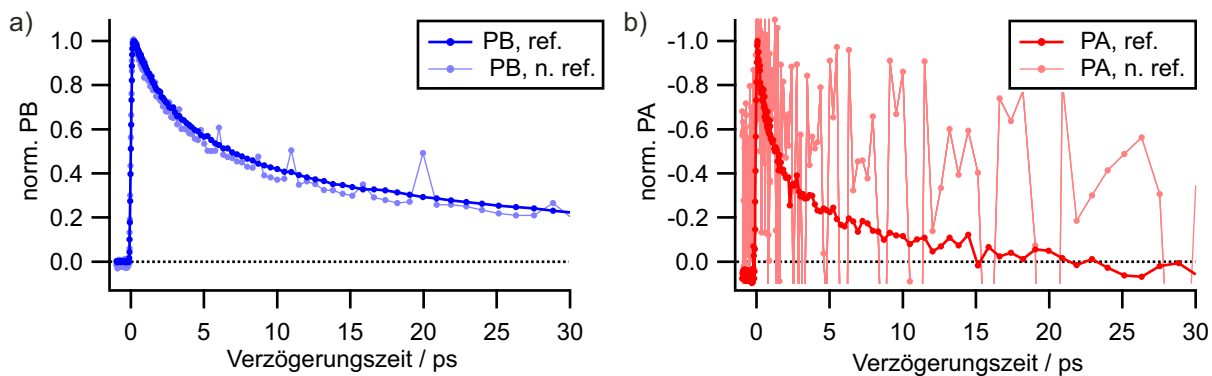 a)
norm. PB
1.0
0.8
0.6
0.4
0.2
0.0
PB, ref.
PB, n. ref.
0
5
10
15
20
25
30
Verzögerungszeit / ps
b)
norm. PA
-1.0
-0.8
-0.6
-0.4
-0.2
0.0
PA, ref.
PA, n. ref.
0
5
10
15
20
25
30
Verzögerungszeit / ps